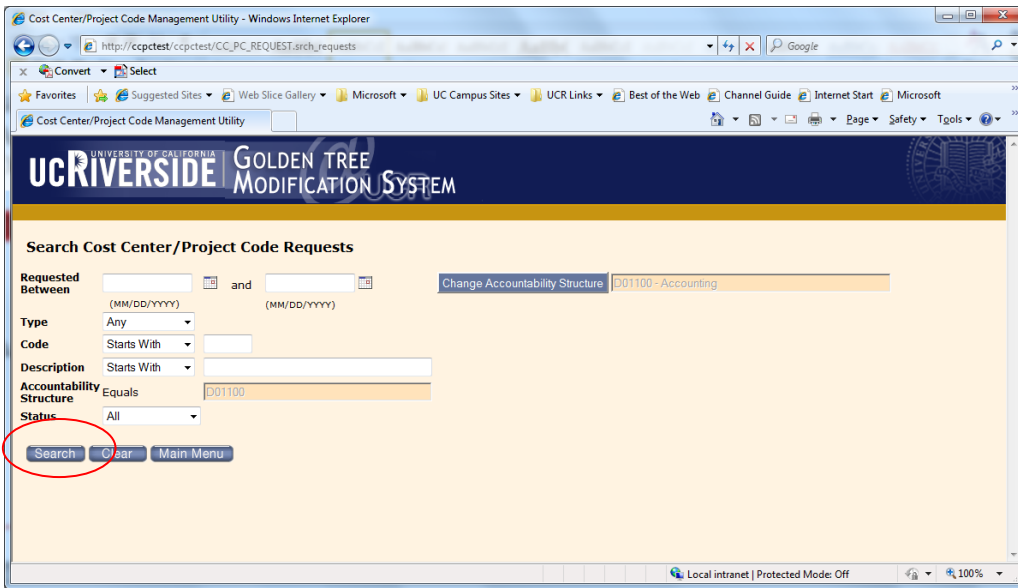 Cost Center/Project Code Management Utility - Windows Internet Explorer
http://ccpctest/ccpctest/CC_PC_REQUEST.srch_requests Google
x Convert Select
Favorites Suggested Sites Web Slice Gallery Microsoft UC Campus Sites UCR Links Best of the Web Channel Guide Internet Start Microsoft
Cost Center/Project Code Management Utility Page Safety Tools
UNIVERSITY OF CALIFORNIA
UCRIVERSIDE
GOLDEN TREE
MODIFICATION SYSTEM
@UCR
Search Cost Center/Project Code Requests
Requested Between and Change Accountability Structure D01100 - Accounting
(MM/DD/YYYY) (MM/DD/YYYY)
Type Any
Code Starts With
Description Starts With
Accountability Structure Equals D01100
Status All
Search Clear Main Menu
Local intranet | Protected Mode: Off 100%